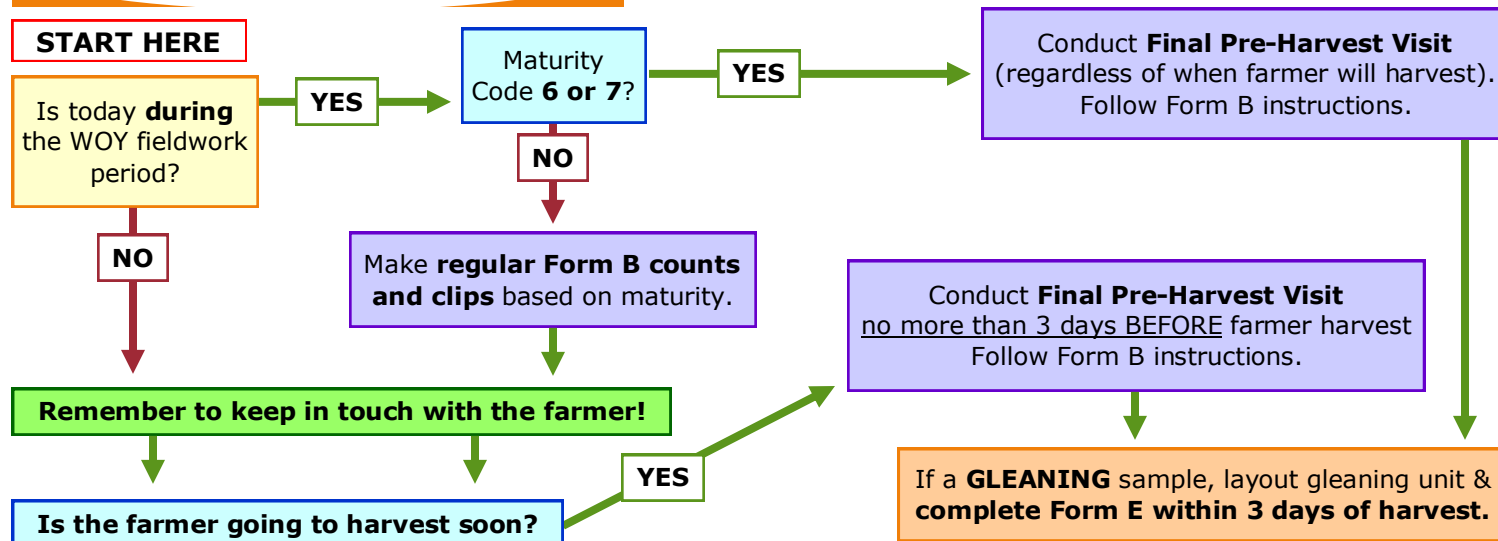 START HERE
Is today during
the WOY fieldwork
period?
YES
Maturity
Code 6 or 7?
YES
Conduct Final Pre-Harvest Visit
(regardless of when farmer will harvest).
Follow Form B instructions.
NO
NO
Make regular Form B counts
and clips based on maturity.
Conduct Final Pre-Harvest Visit
no more than 3 days BEFORE farmer harvest
Follow Form B instructions.
Remember to keep in touch with the farmer!
YES
Is the farmer going to harvest soon?
If a GLEANING sample, layout gleaning unit &
complete Form E within 3 days of harvest.